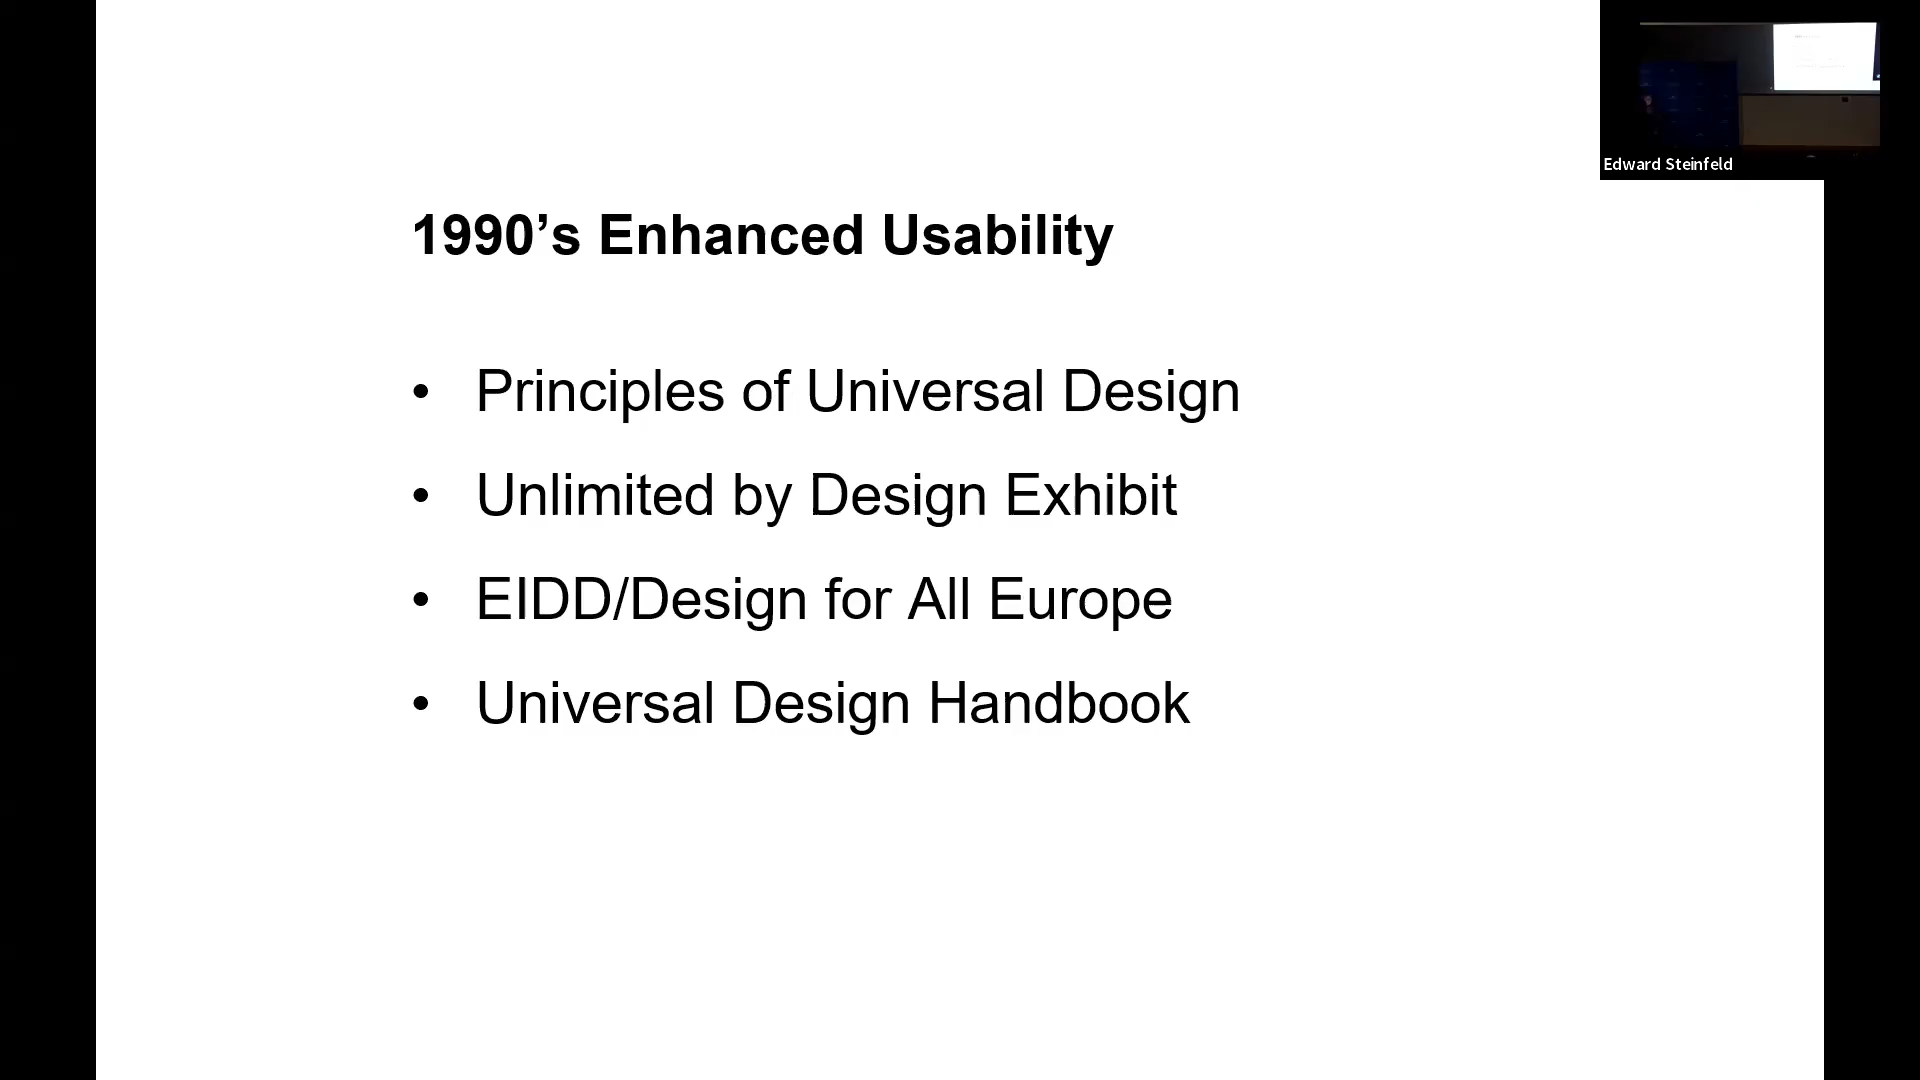 Edward Steinfeld
1990’s Enhanced Usability
• Principles of Universal Design
• Unlimited by Design Exhibit
• EIDD/Design for All Europe
• Universal Design Handbook